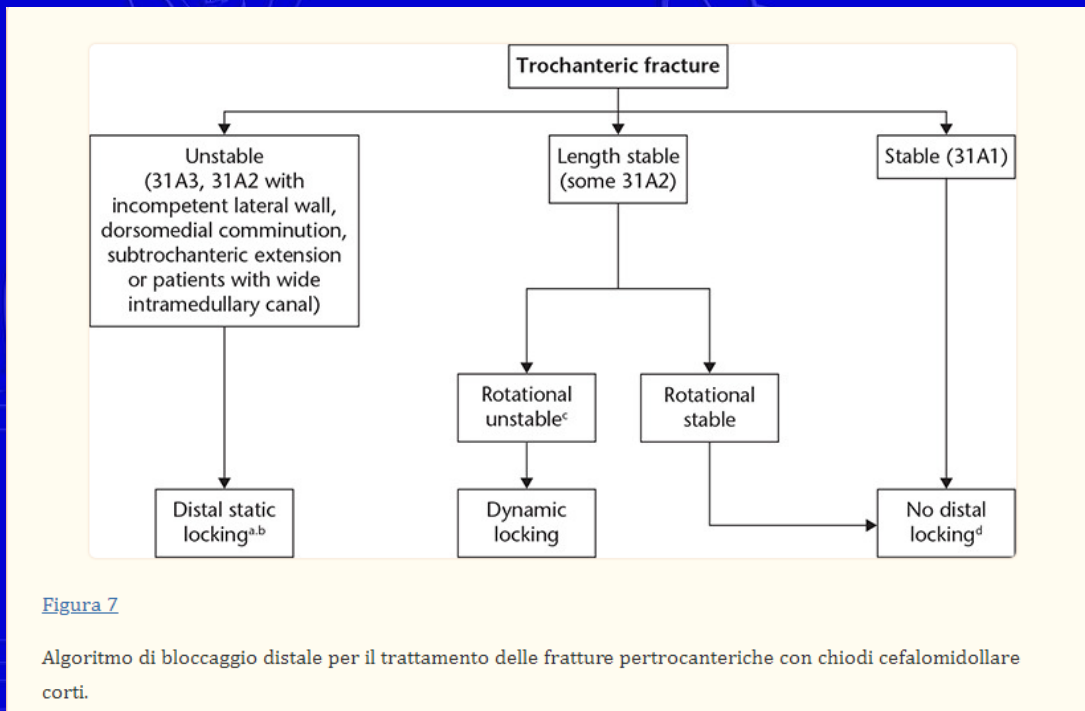 Trochanteric fracture
Unstable
(31A3, 31A2 with
incompetent lateral wall,
dorsomedial comminution,
subtrochanteric extension
or patients with wide
intramedullary canal)
Length stable
(some 31A2)
Stable (31A1)
Rotational
unstableᶜ
Rotational
stable
Distal static
lockingᵃ·ᵇ
Dynamic
locking
No distal
lockingᵈ
Figura 7
Algoritmo di bloccaggio distale per il trattamento delle fratture pertrocanteriche con chiodi cefalomidollare
corti.